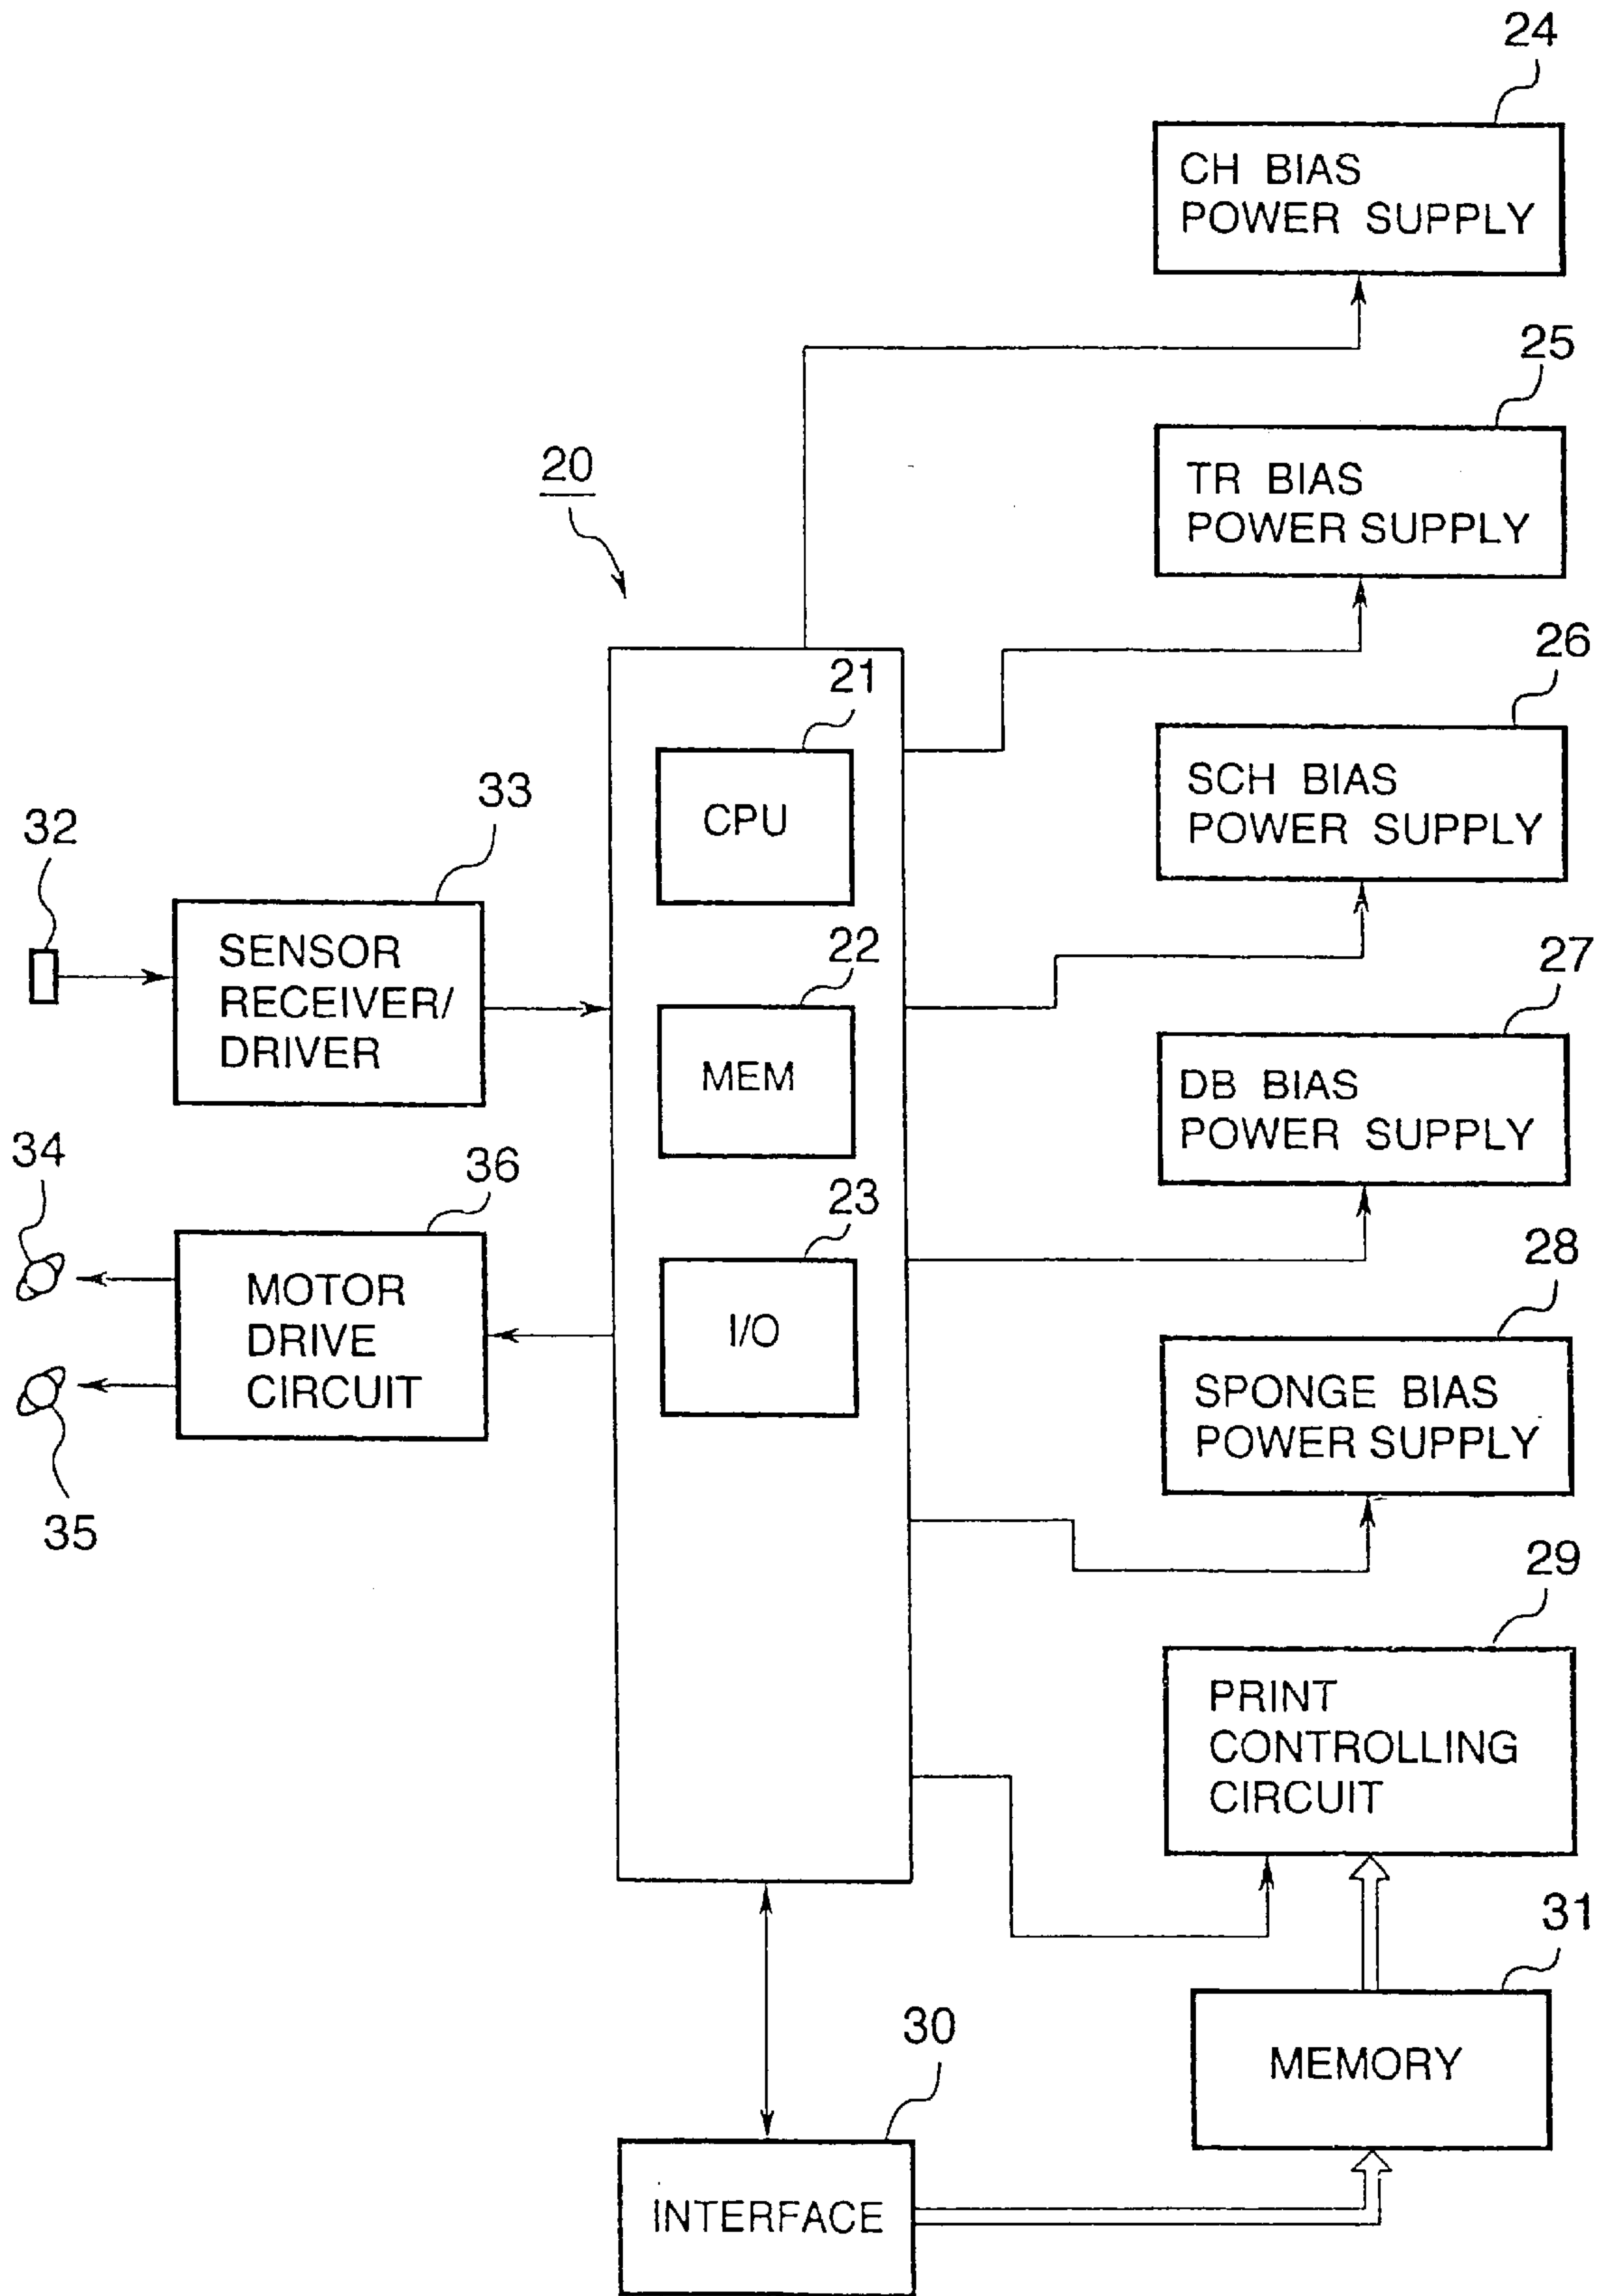 24
CH BIAS
POWER SUPPLY
25
TR BIAS
POWER SUPPLY
20
26
SCH BIAS
POWER SUPPLY
21
CPU
33
32
SENSOR
RECEIVER/
DRIVER
22
MEM
27
DB BIAS
POWER SUPPLY
34
36
MOTOR
DRIVE
CIRCUIT
35
23
I/O
28
SPONGE BIAS
POWER SUPPLY
29
PRINT
CONTROLLING
CIRCUIT
31
MEMORY
30
INTERFACE